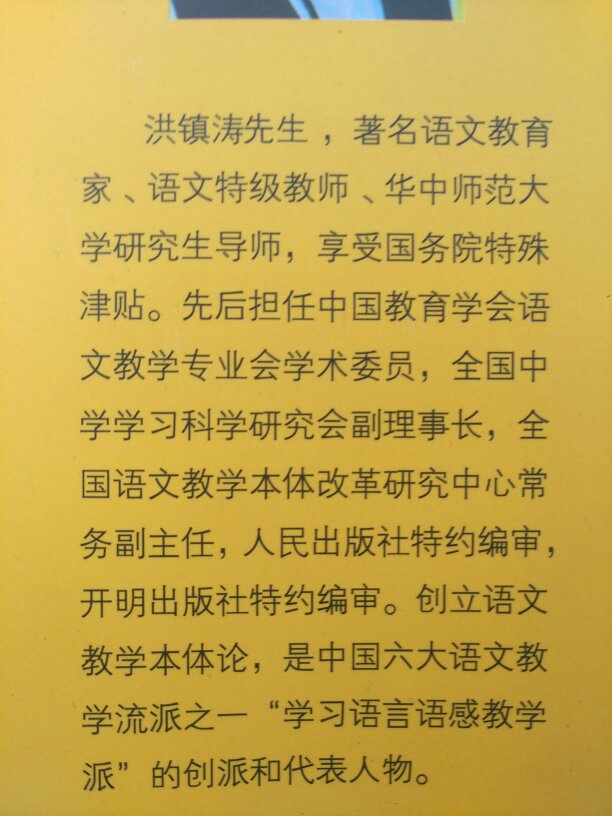 洪镇涛先生，著名语文教育
家、语文特级教师、华中师范大
学研究生导师，享受国务院特殊
津贴。先后担任中国教育学会语
文教学专业会学术委员，全国中
学学习科学研究会副理事长，全
国语文教学本体改革研究中心常
务副主任，人民出版社特约编审，
开明出版社特约编审。创立语文
教学本体论，是中国六大语文教
学流派之一“学习语言语感教学
派”的创派和代表人物。